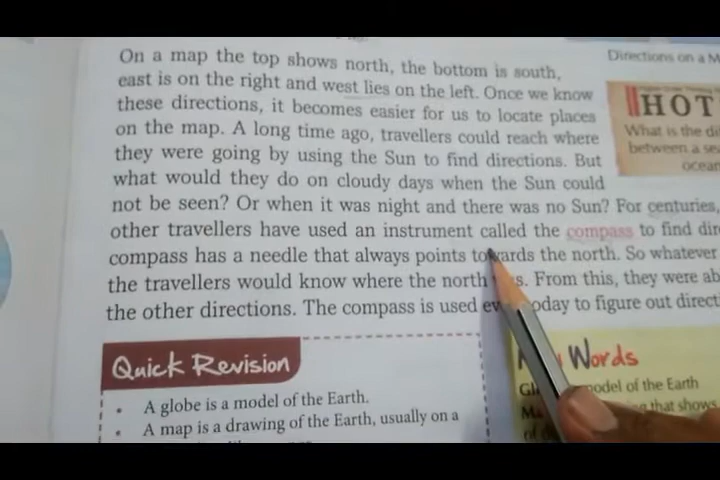 On a map the top shows north, the bottom is south,
east is on the right and west lies on the left. Once we know
these directions, it becomes easier for us to locate places
on the map. A long time ago, travellers could reach where
they were going by using the Sun to find directions. But
what would they do on cloudy days when the Sun could
not be seen? Or when it was night and there was no Sun? For centuries,
other travellers have used an instrument called the compass to find
compass has a needle that always points towards the north. So whatever
the travellers would know where the north From this, they were
the other directions. The compass is used today to figure out
Directions on a
HOT
What is the
between a
Quick Revision
A globe is a model of the Earth.
A map is a drawing of the Earth, usually on a
Words
model of the Earth
that shows